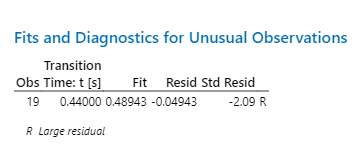 Fits and Diagnostics for Unusual Observations
Transition
Obs Time: t [s] Fit Resid Std Resid
19 0.44000 0.48943 -0.04943 -2.09 R
R Large residual